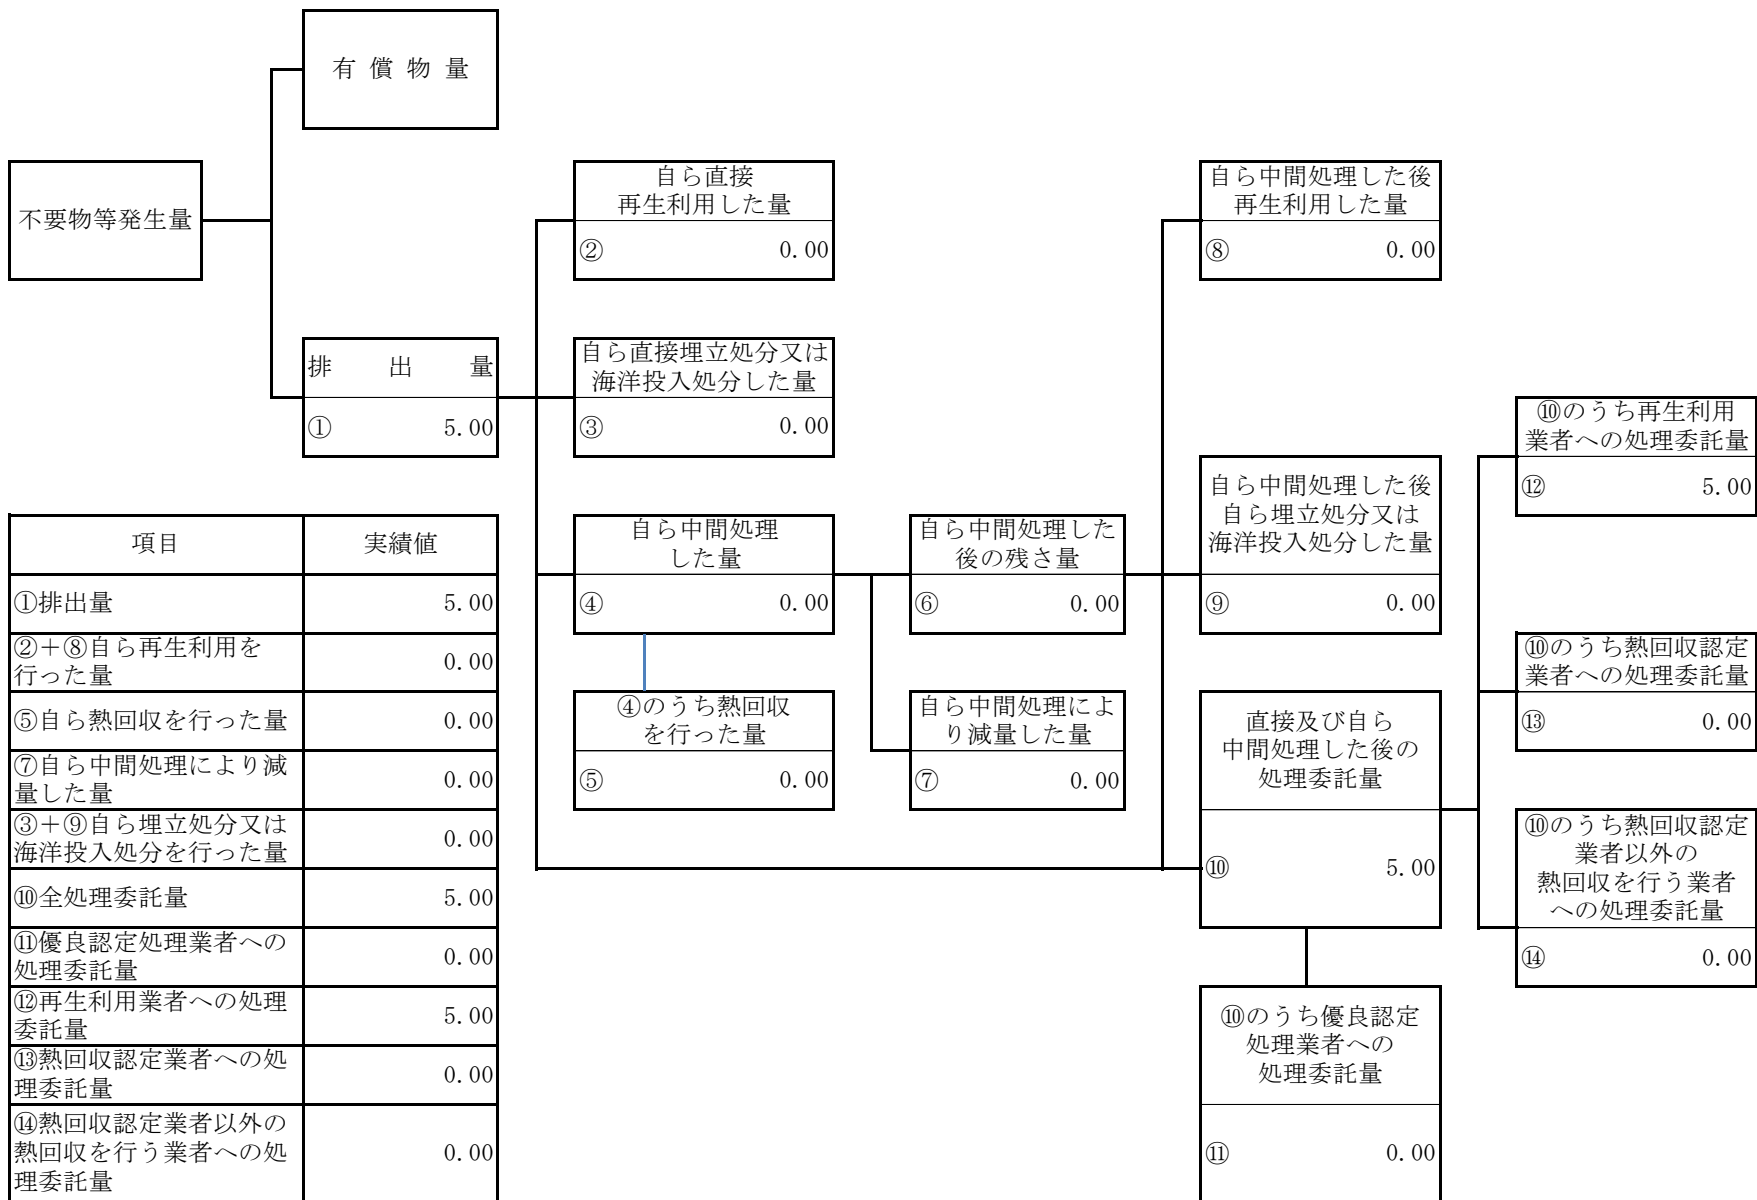 有償物量
不要物等発生量
自ら直接
再生利用した量
② 0.00
自ら中間処理した後
再生利用した量
⑧ 0.00
排出量
① 5.00
自ら直接埋立処分又は
海洋投入処分した量
③ 0.00
⑩のうち再生利用
業者への処理委託量
⑫ 5.00
自ら中間処理した後
自ら埋立処分又は
海洋投入処分した量
⑨ 0.00
自ら中間処理
した量
④ 0.00
自ら中間処理した
後の残さ量
⑥ 0.00
⑩のうち熱回収認定
業者への処理委託量
⑬ 0.00
④のうち熱回収
を行った量
⑤ 0.00
自ら中間処理によ
り減量した量
⑦ 0.00
直接及び自ら
中間処理した後の
処理委託量
⑩ 5.00
⑩のうち熱回収認定
業者以外の
熱回収を行う業者
への処理委託量
⑭ 0.00
⑩のうち優良認定
処理業者への
処理委託量
⑪ 0.00
項目 実績値
①排出量 5.00
②＋⑧自ら再生利用を
行った量 0.00
⑤自ら熱回収を行った量 0.00
⑦自ら中間処理により減
量した量 0.00
③＋⑨自ら埋立処分又は
海洋投入処分を行った量 0.00
⑩全処理委託量 5.00
⑪優良認定処理業者への
処理委託量 0.00
⑫再生利用業者への処理
委託量 5.00
⑬熱回収認定業者への処
理委託量 0.00
⑭熱回収認定業者以外の
熱回収を行う業者への処
理委託量 0.00